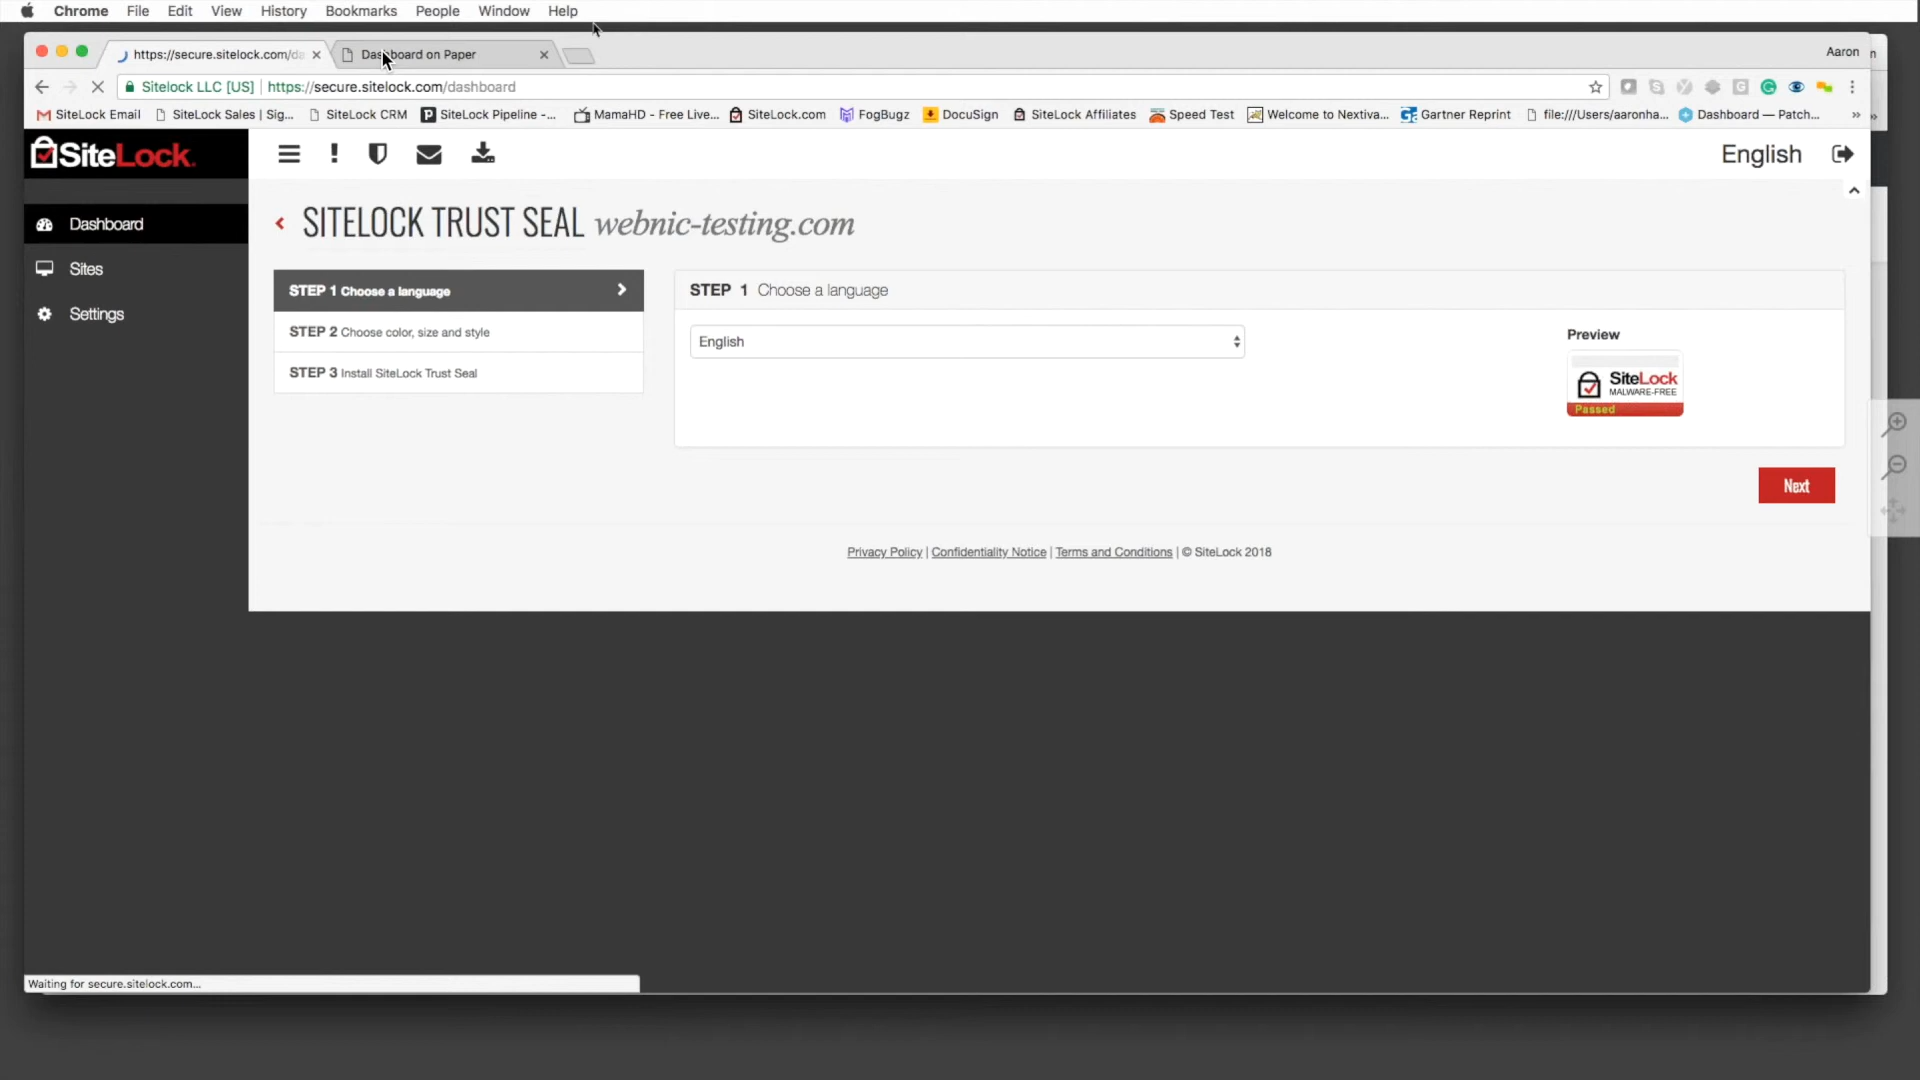 Chrome File Edit View History Bookmarks People Window Help
https://secure.sitelock.com/da Dashboard on Paper Aaron
Sitelock LLC [US] https://secure.sitelock.com/dashboard
SiteLock Email SiteLock Sales | Sig... SiteLock CRM SiteLock Pipeline -... MamaHD - Free Live... SiteLock.com FogBugz DocuSign SiteLock Affiliates Speed Test Welcome to Nextiva... Gartner Reprint file:///Users/aaronha... Dashboard — Patch... »
SiteLock. English
Dashboard
Sites
Settings
SITELOCK TRUST SEAL webnic-testing.com
STEP 1 Choose a language
STEP 2 Choose color, size and style
STEP 3 Install SiteLock Trust Seal
STEP 1 Choose a language
English
Preview
SiteLock
MALWARE-FREE
Passed
Next
Privacy Policy | Confidentiality Notice | Terms and Conditions | © SiteLock 2018
Waiting for secure.sitelock.com...